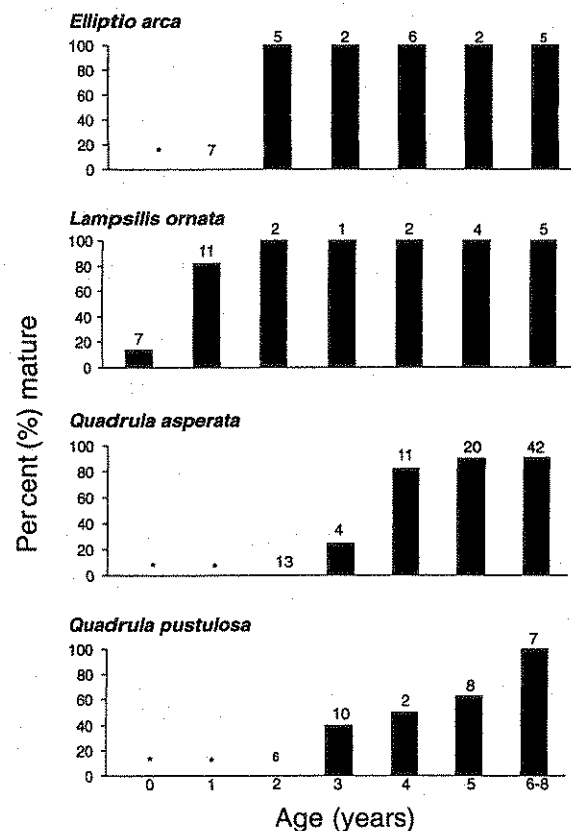 Elliptio arca
5 2 6 2 5
100
80
60
40
20
0
* 7
Lampsilis ornata
2 1 2 4 5
100
11
80
60
40
20
7
0
Quadrula asperata
100
11 20 42
80
60
40
20
4
0
* * 13
Quadrula pustulosa
7
100
80
60
40
20
0
* * 6 10 2 8
0 1 2 3 4 5 6-8
Percent (%) mature
Age (years)